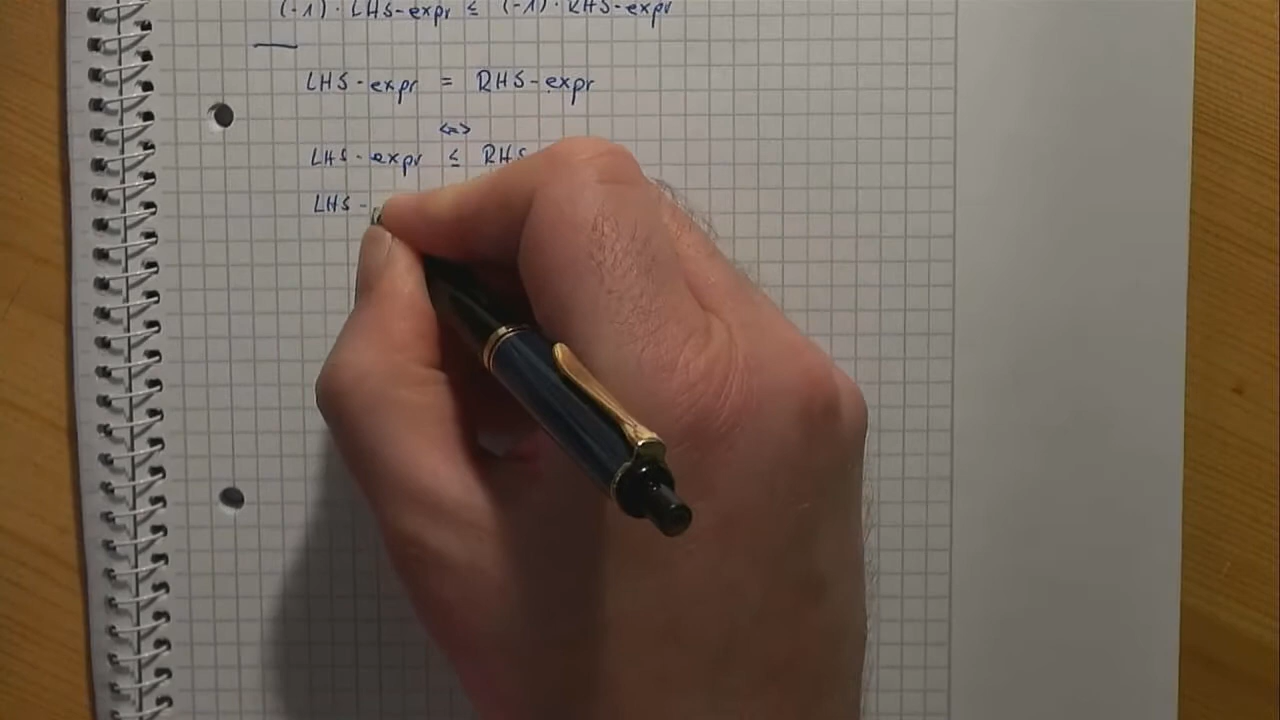 (-1) · LHS-expr ≤ (-1) · RHS-expr
LHS-expr = RHS-expr
<=>
LHS-expr ≤ RHS
LHS-